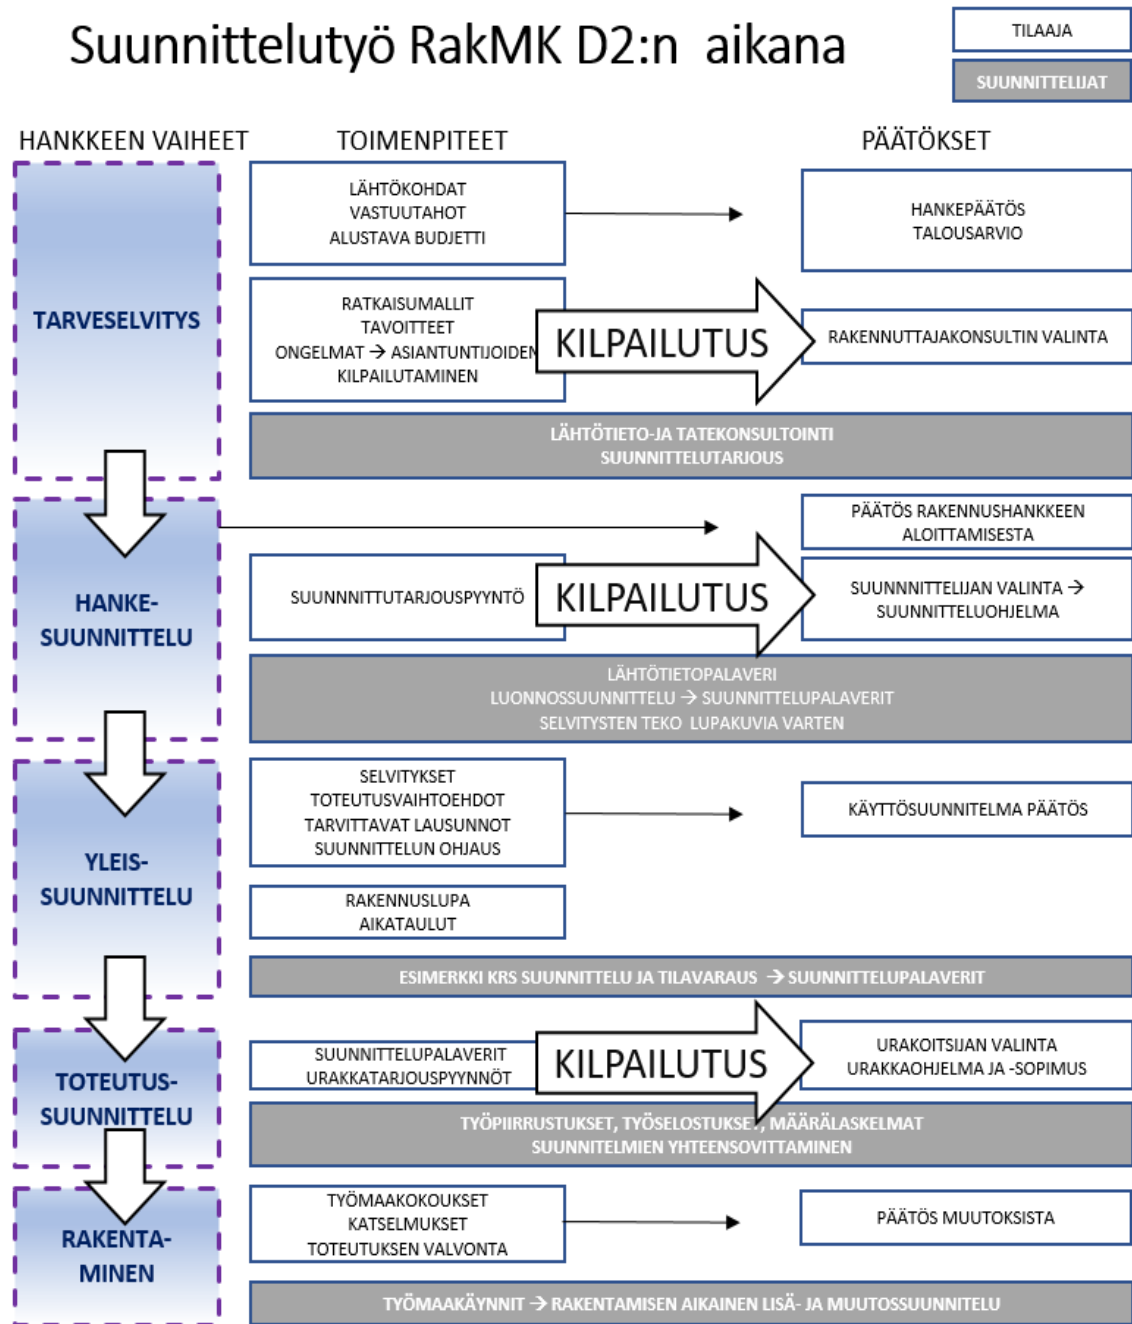 Suunnittelutyö RakMK D2:n aikana
TILAAJA
SUUNNITTELIJAT
HANKKEEN VAIHEET
TOIMENPITEET
PÄÄTÖKSET
TARVESELVITYS
LÄHTÖKOHDAT
VASTUUTAHOT
ALUSTAVA BUDJETTI
HANKEPÄÄTÖS
TALOUSARVIO
RATKAISUMALLIT
TAVOITTEET
ONGELMAT → ASIANTUNTIJOIDEN
KILPAILUTAMINEN
KILPAILUTUS
RAKENNUTTAJAKONSULTIN VALINTA
LÄHTÖTIETO-JA TATEKONSULTOINTI
SUUNNITTELUTARJOUS
HANKE-
SUUNNITTELU
PÄÄTÖS RAKENNUSHANKKEEN
ALOITTAMISESTA
SUUNNNITTUTARJOUSPYYNTÖ
KILPAILUTUS
SUUNNNITTELIJAN VALINTA →
SUUNNITTELUOHJELMA
LÄHTÖTIETOPALAVERI
LUONNOSSUUNNITTELU → SUUNNITTELUPALAVERIT
SELVITYSTEN TEKO LUPAKUVIA VARTEN
YLEIS-
SUUNNITTELU
SELVITYKSET
TOTEUTUSVAIHTOEHDOT
TARVITTAVAT LAUSUNNOT
SUUNNITTELUN OHJAUS
KÄYTTÖSUUNNITELMA PÄÄTÖS
RAKENNUSLUPA
AIKATAULUT
ESIMERKKI KRS SUUNNITTELU JA TILAVARAUS → SUUNNITTELUPALAVERIT
TOTEUTUS-
SUUNNITTELU
SUUNNITTELUPALAVERIT
URAKKATARJOUSPYYNNÖT
KILPAILUTUS
URAKOITSIJAN VALINTA
URAKKAOHJELMA JA -SOPIMUS
TYÖPIIRRUSTUKSET, TYÖSELOSTUKSET, MÄÄRÄLASKELMAT
SUUNNITELMIEN YHTEENSOVITTAMINEN
RAKENTA-
MINEN
TYÖMAAKOKOUKSET
KATSELMUKSET
TOTEUTUKSEN VALVONTA
PÄÄTÖS MUUTOKSISTA
TYÖMAAKÄYNNIT → RAKENTAMISEN AIKAINEN LISÄ- JA MUUTOSSUUNNITELU